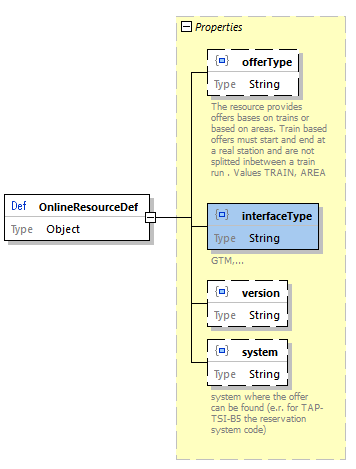 Properties
offerType
Type String
The resource provides
offers bases on trains or
based on areas. Train based
offers must start and end at
a real station and are not
splitted inbetween a train
run . Values TRAIN, AREA
Def OnlineResourceDef
Type Object
interfaceType
Type String
GTM,...
version
Type String
system
Type String
system where the offer
can be found (e.r. for TAP-
TSI-B5 the reservation
system code)